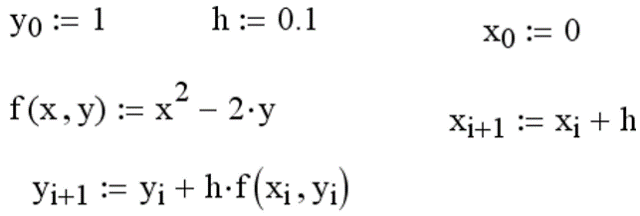 y₀ := 1 h := 0.1 x₀ := 0
f(x,y) := x² − 2·y
xᵢ₊₁ := xᵢ + h
yᵢ₊₁ := yᵢ + h·f(xᵢ,yᵢ)